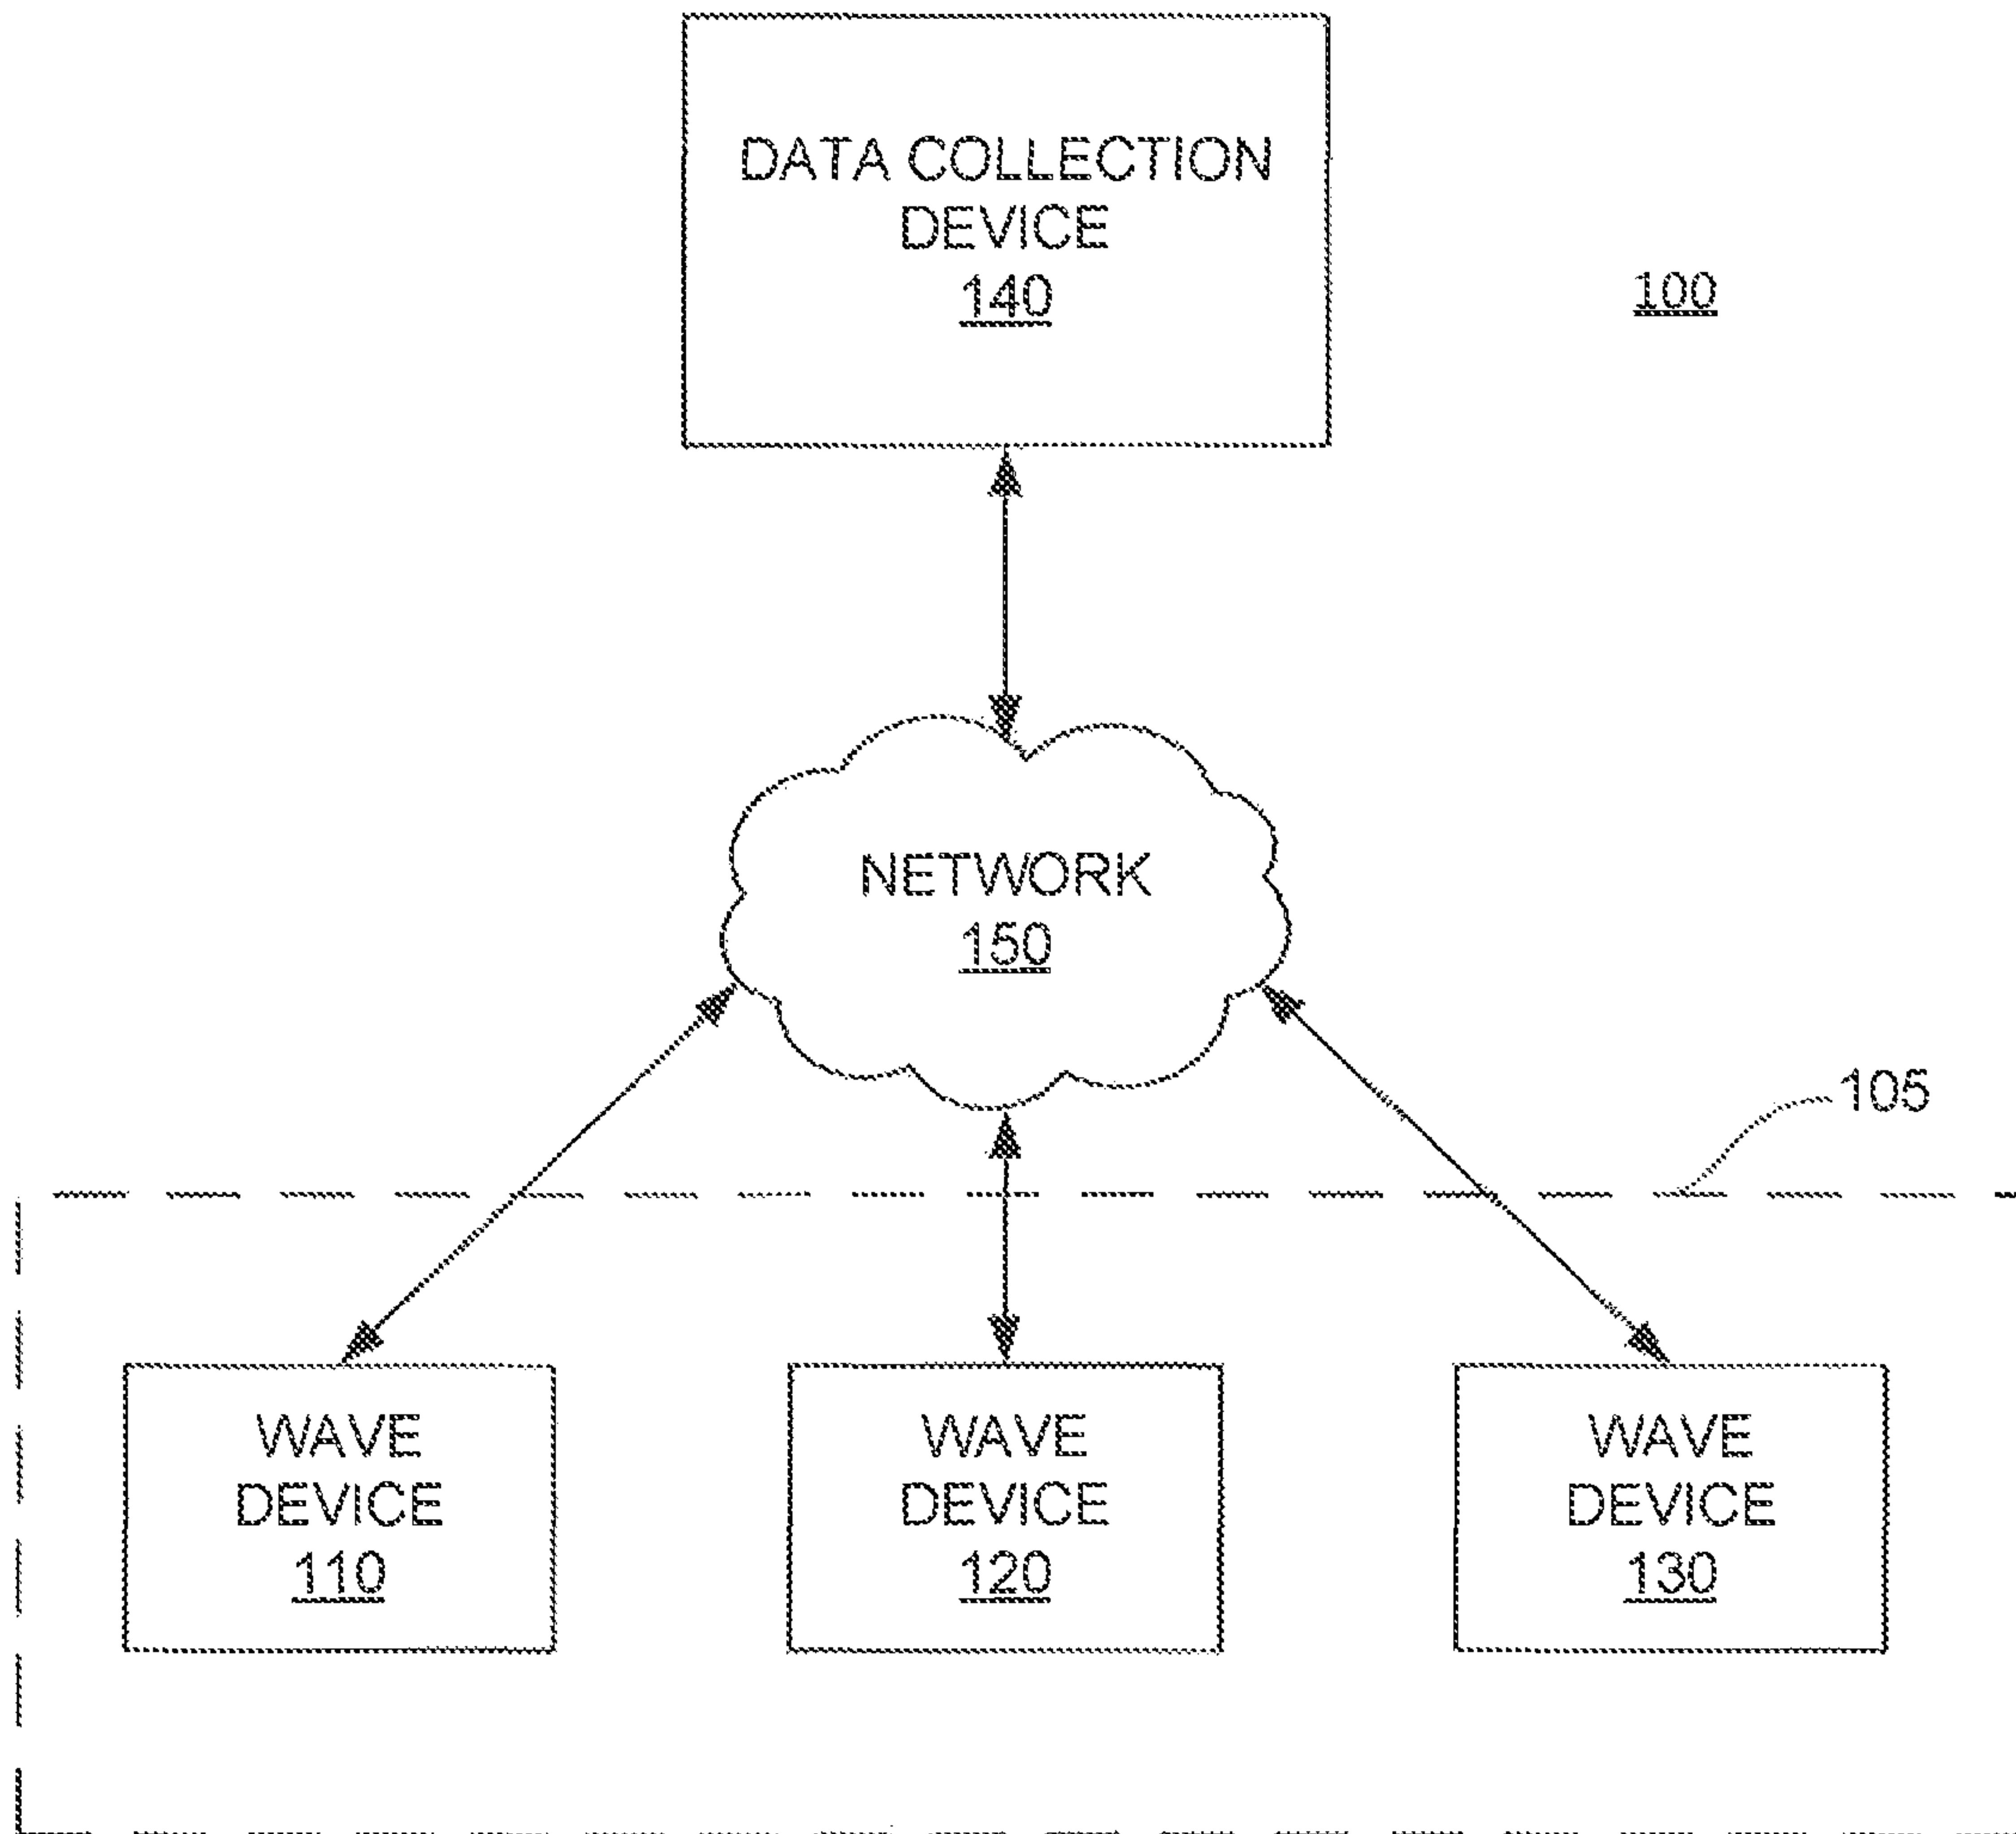 DATA COLLECTION
DEVICE
140
100
NETWORK
150
105
WAVE
DEVICE
110
WAVE
DEVICE
120
WAVE
DEVICE
130